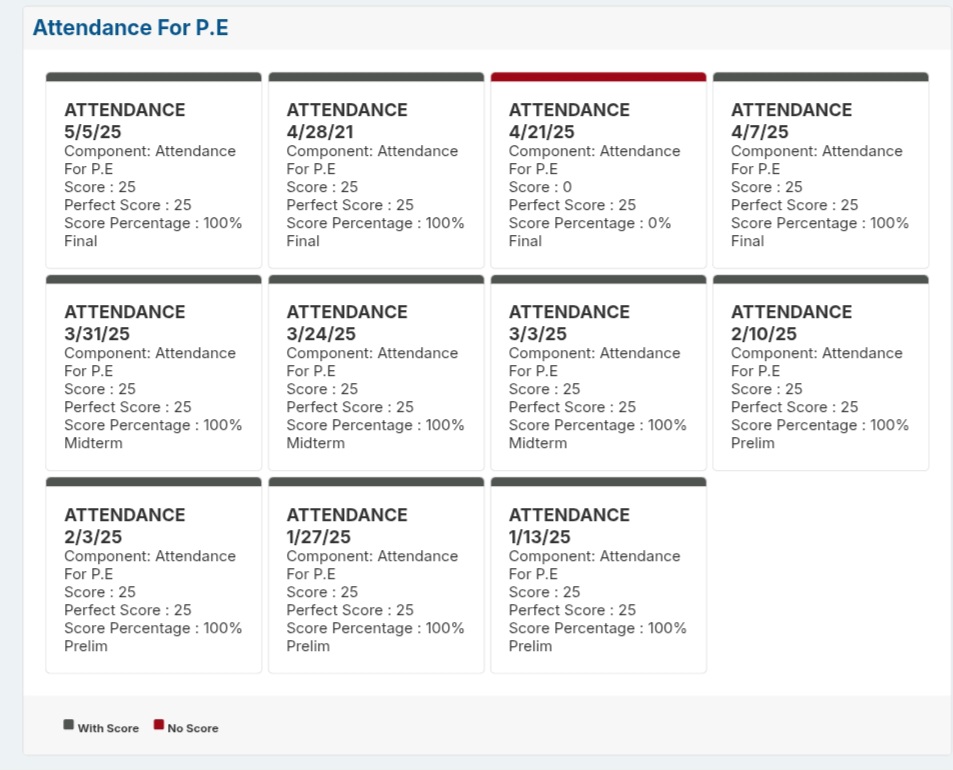 Attendance For P.E
ATTENDANCE
5/5/25
Component: Attendance
For P.E
Score : 25
Perfect Score : 25
Score Percentage : 100%
Final
ATTENDANCE
4/28/21
Component: Attendance
For P.E
Score : 25
Perfect Score : 25
Score Percentage : 100%
Final
ATTENDANCE
4/21/25
Component: Attendance
For P.E
Score : 0
Perfect Score : 25
Score Percentage : 0%
Final
ATTENDANCE
4/7/25
Component: Attendance
For P.E
Score : 25
Perfect Score : 25
Score Percentage : 100%
Final
ATTENDANCE
3/31/25
Component: Attendance
For P.E
Score : 25
Perfect Score : 25
Score Percentage : 100%
Midterm
ATTENDANCE
3/24/25
Component: Attendance
For P.E
Score : 25
Perfect Score : 25
Score Percentage : 100%
Midterm
ATTENDANCE
3/3/25
Component: Attendance
For P.E
Score : 25
Perfect Score : 25
Score Percentage : 100%
Midterm
ATTENDANCE
2/10/25
Component: Attendance
For P.E
Score : 25
Perfect Score : 25
Score Percentage : 100%
Prelim
ATTENDANCE
2/3/25
Component: Attendance
For P.E
Score : 25
Perfect Score : 25
Score Percentage : 100%
Prelim
ATTENDANCE
1/27/25
Component: Attendance
For P.E
Score : 25
Perfect Score : 25
Score Percentage : 100%
Prelim
ATTENDANCE
1/13/25
Component: Attendance
For P.E
Score : 25
Perfect Score : 25
Score Percentage : 100%
Prelim
With Score No Score